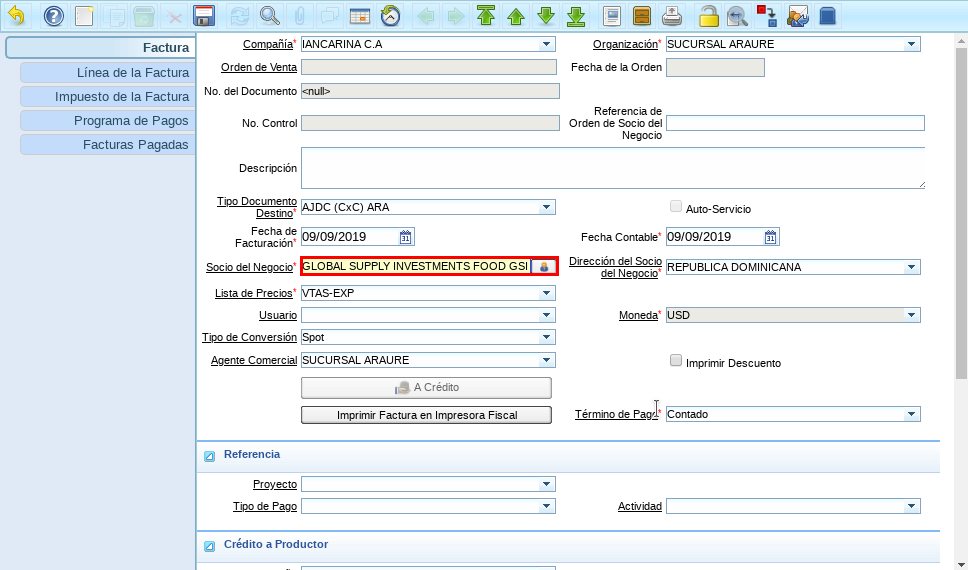 Factura
Línea de la Factura
Impuesto de la Factura
Programa de Pagos
Facturas Pagadas
Compañía* IANCARINA C.A
Organización* SUCURSAL ARAURE
Orden de Venta
Fecha de la Orden
No. del Documento <null>
No. Control
Referencia de
Orden de Socio del
Negocio
Descripción
Tipo Documento
Destino* AJDC (CxC) ARA
Auto-Servicio
Fecha de
Facturación* 09/09/2019
31
Fecha Contable* 09/09/2019
31
Socio del Negocio* GLOBAL SUPPLY INVESTMENTS FOOD GSI
Dirección del Socio
del Negocio* REPUBLICA DOMINICANA
Lista de Precios* VTAS-EXP
Usuario
Moneda* USD
Tipo de Conversión Spot
Agente Comercial SUCURSAL ARAURE
Imprimir Descuento
A Crédito
Imprimir Factura en Impresora Fiscal
Término de Pago* Contado
Referencia
Proyecto
Tipo de Pago
Actividad
Crédito a Productor